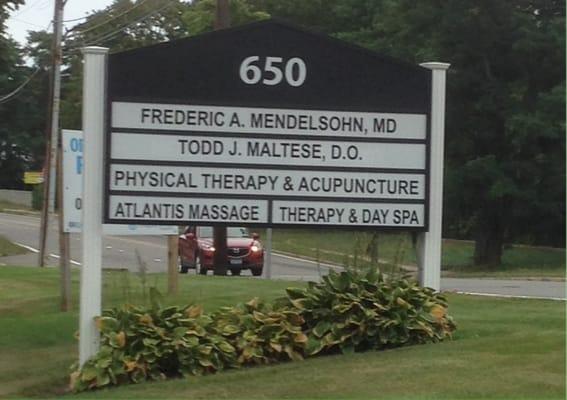 650
FREDERIC A. MENDELSOHN, MD
TODD J. MALTESE, D.O.
PHYSICAL THERAPY & ACUPUNCTURE
ATLANTIS MASSAGE THERAPY & DAY SPA